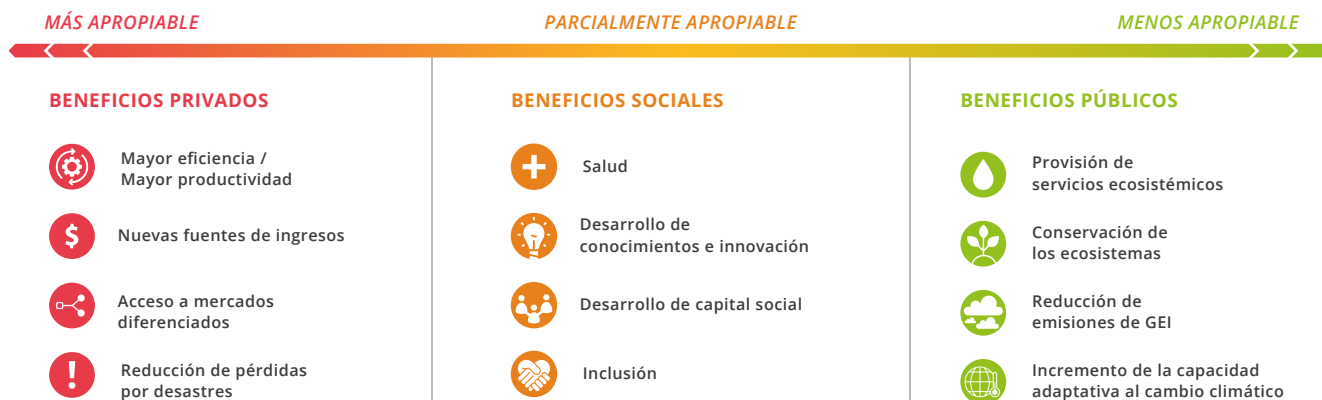 MÁS APROPIABLE
PARCIALMENTE APROPIABLE
MENOS APROPIABLE
BENEFICIOS PRIVADOS
Mayor eficiencia /
Mayor productividad
Nuevas fuentes de ingresos
Acceso a mercados
diferenciados
Reducción de pérdidas
por desastres
BENEFICIOS SOCIALES
Salud
Desarrollo de
conocimientos e innovación
Desarrollo de capital social
Inclusión
BENEFICIOS PÚBLICOS
Provisión de
servicios ecosistémicos
Conservación de
los ecosistemas
Reducción de
emisiones de GEI
Incremento de la capacidad
adaptativa al cambio climático